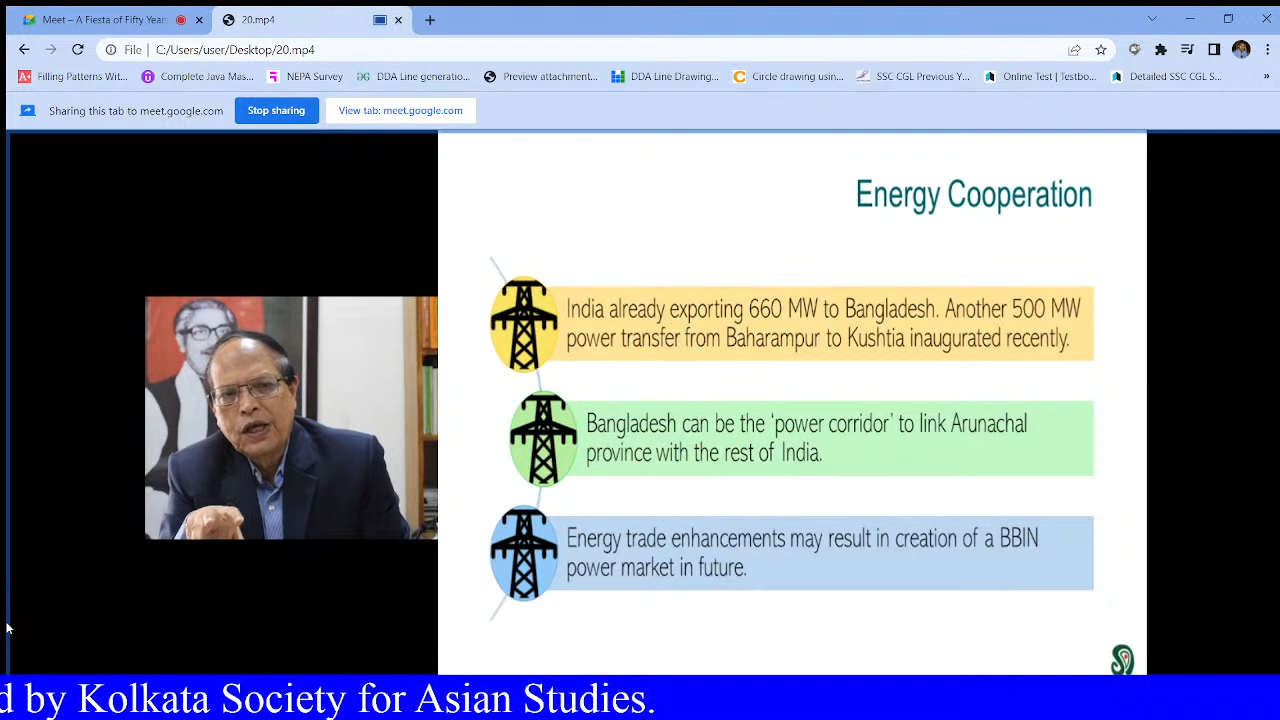 Meet – A Fiesta of Fifty Years
20.mp4
File
C:/Users/user/Desktop/20.mp4
Filling Patterns Wit...
Complete Java Mas...
NEPA Survey
DDA Line generatio...
Preview attachment...
DDA Line Drawing...
Circle drawing usin...
SSC CGL Previous Y...
Online Test | Testbo...
Detailed SSC CGL S...
»
Sharing this tab to meet.google.com
Stop sharing
View tab: meet.google.com
Energy Cooperation
India already exporting 660 MW to Bangladesh. Another 500 MW
power transfer from Baharampur to Kushtia inaugurated recently.
Bangladesh can be the ‘power corridor’ to link Arunachal
province with the rest of India.
Energy trade enhancements may result in creation of a BBIN
power market in future.
d by Kolkata Society for Asian Studies.